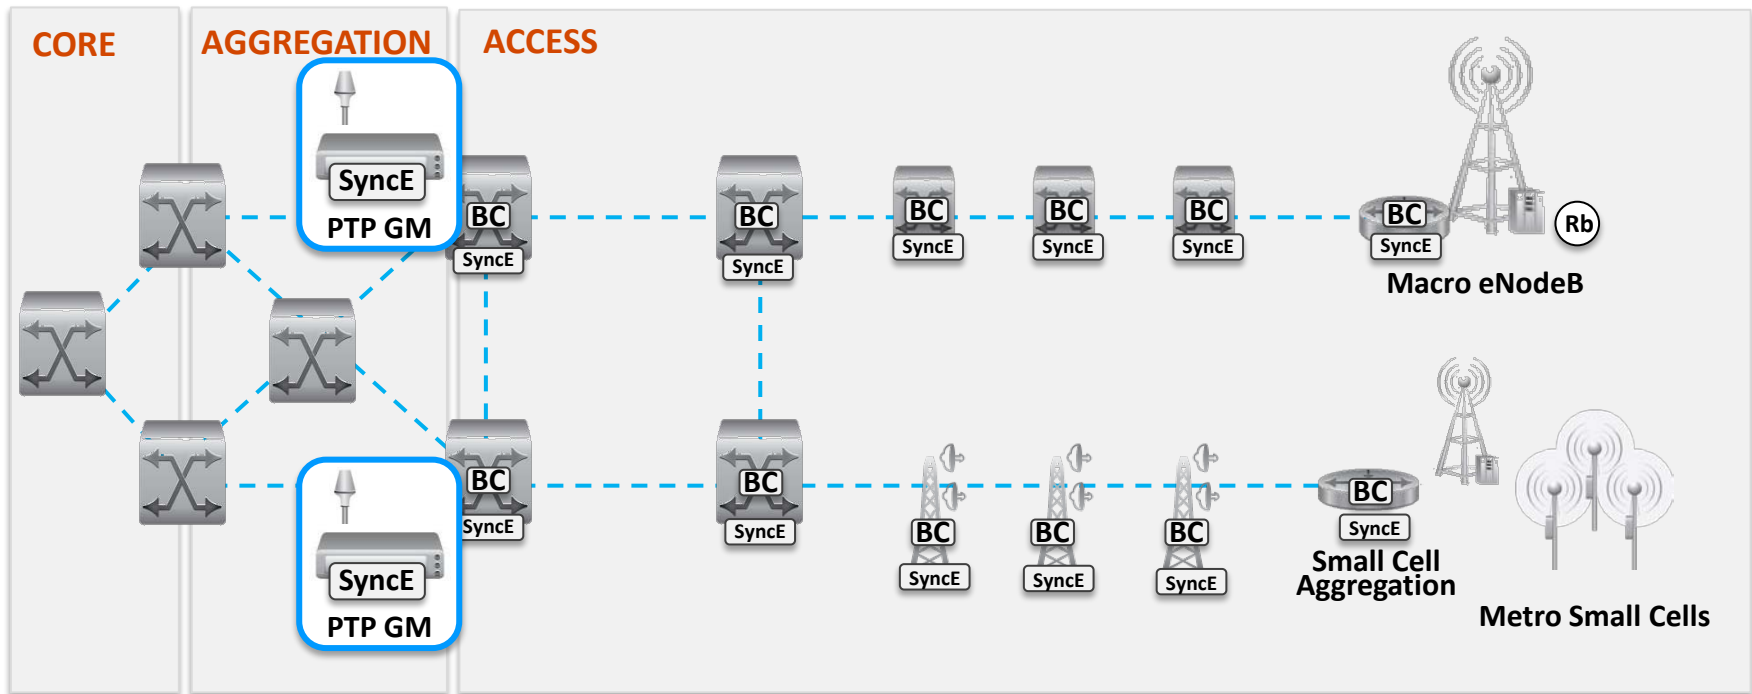 CORE
AGGREGATION
ACCESS
SyncE
PTP GM
BC
SyncE
BC
SyncE
BC
SyncE
BC
SyncE
BC
SyncE
BC
SyncE
Rb
Macro eNodeB
SyncE
PTP GM
BC
SyncE
BC
SyncE
BC
SyncE
BC
SyncE
BC
SyncE
BC
SyncE
Small Cell
Aggregation
Metro Small Cells